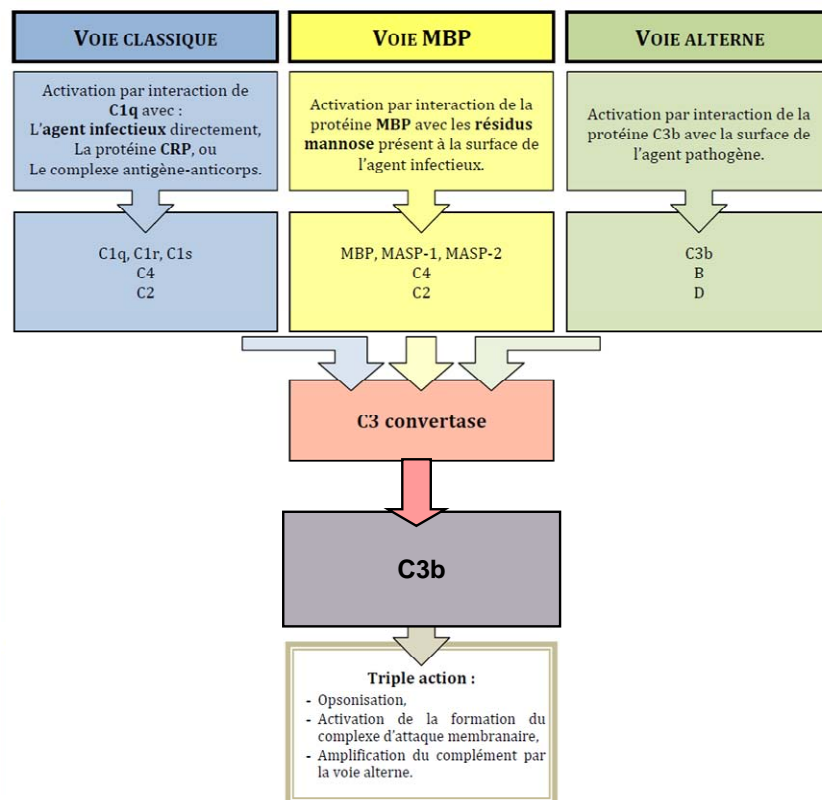 VOIE CLASSIQUE
VOIE MBP
VOIE ALTERNE
Activation par interaction de
C1q avec :
L'agent infectieux directement,
La protéine CRP, ou
Le complexe antigène-anticorps.
Activation par interaction de la
protéine MBP avec les résidus
mannose présent à la surface de
l'agent infectieux.
Activation par interaction de la
protéine C3b avec la surface de
l'agent pathogène.
C1q, C1r, C1s
C4
C2
MBP, MASP-1, MASP-2
C4
C2
C3b
B
D
C3 convertase
C3b
Triple action :
- Opsonisation,
- Activation de la formation du
complexe d'attaque membranaire,
- Amplification du complément par
la voie alterne.